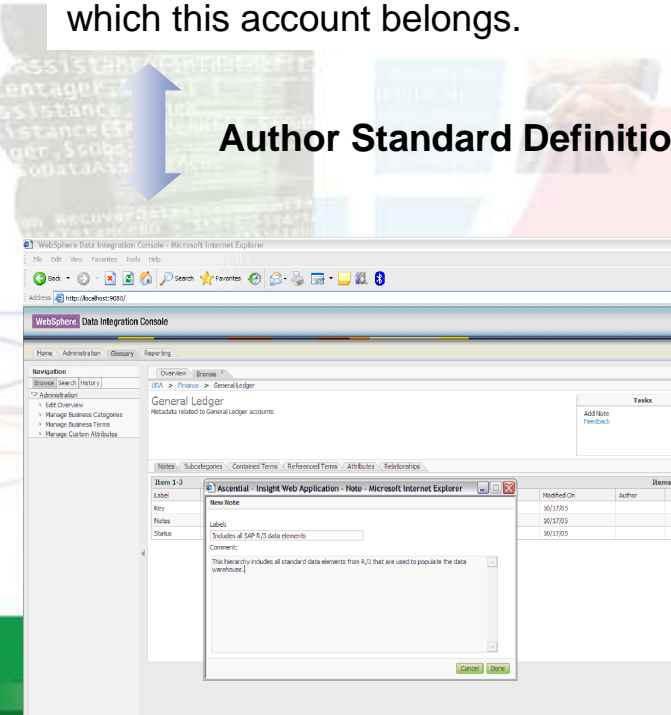 which this account belongs.
Author Standard Definitio
WebSphere Data Integration Console - Microsoft Internet Explorer
File Edit View Favorites Tools Help
Back Search Favorites
Address http://localhost:9080/
WebSphere Data Integration Console
Home Administration Glossary Reporting
Navigation
Browse Search History
Administration
Edit Overview
Manage Business Categories
Manage Business Terms
Manage Custom Attributes
Overview Browse
USA > Finance > General Ledger
General Ledger
Metadata related to General Ledger accounts
Tasks
Add Note
Feedback
Notes Subcategories Contained Terms Referenced Terms Attributes Relationships
Item 1-3 Items
Label Modified On Author
Key 10/17/05
Notes 10/17/05
Status 10/17/05
Ascential - Insight Web Application - Note - Microsoft Internet Explorer
New Note
Label:
Includes all SAP R/3 data elements
Comment:
This hierarchy includes all standard data elements from R/3 that are used to populate the data
warehouse.
Cancel Done